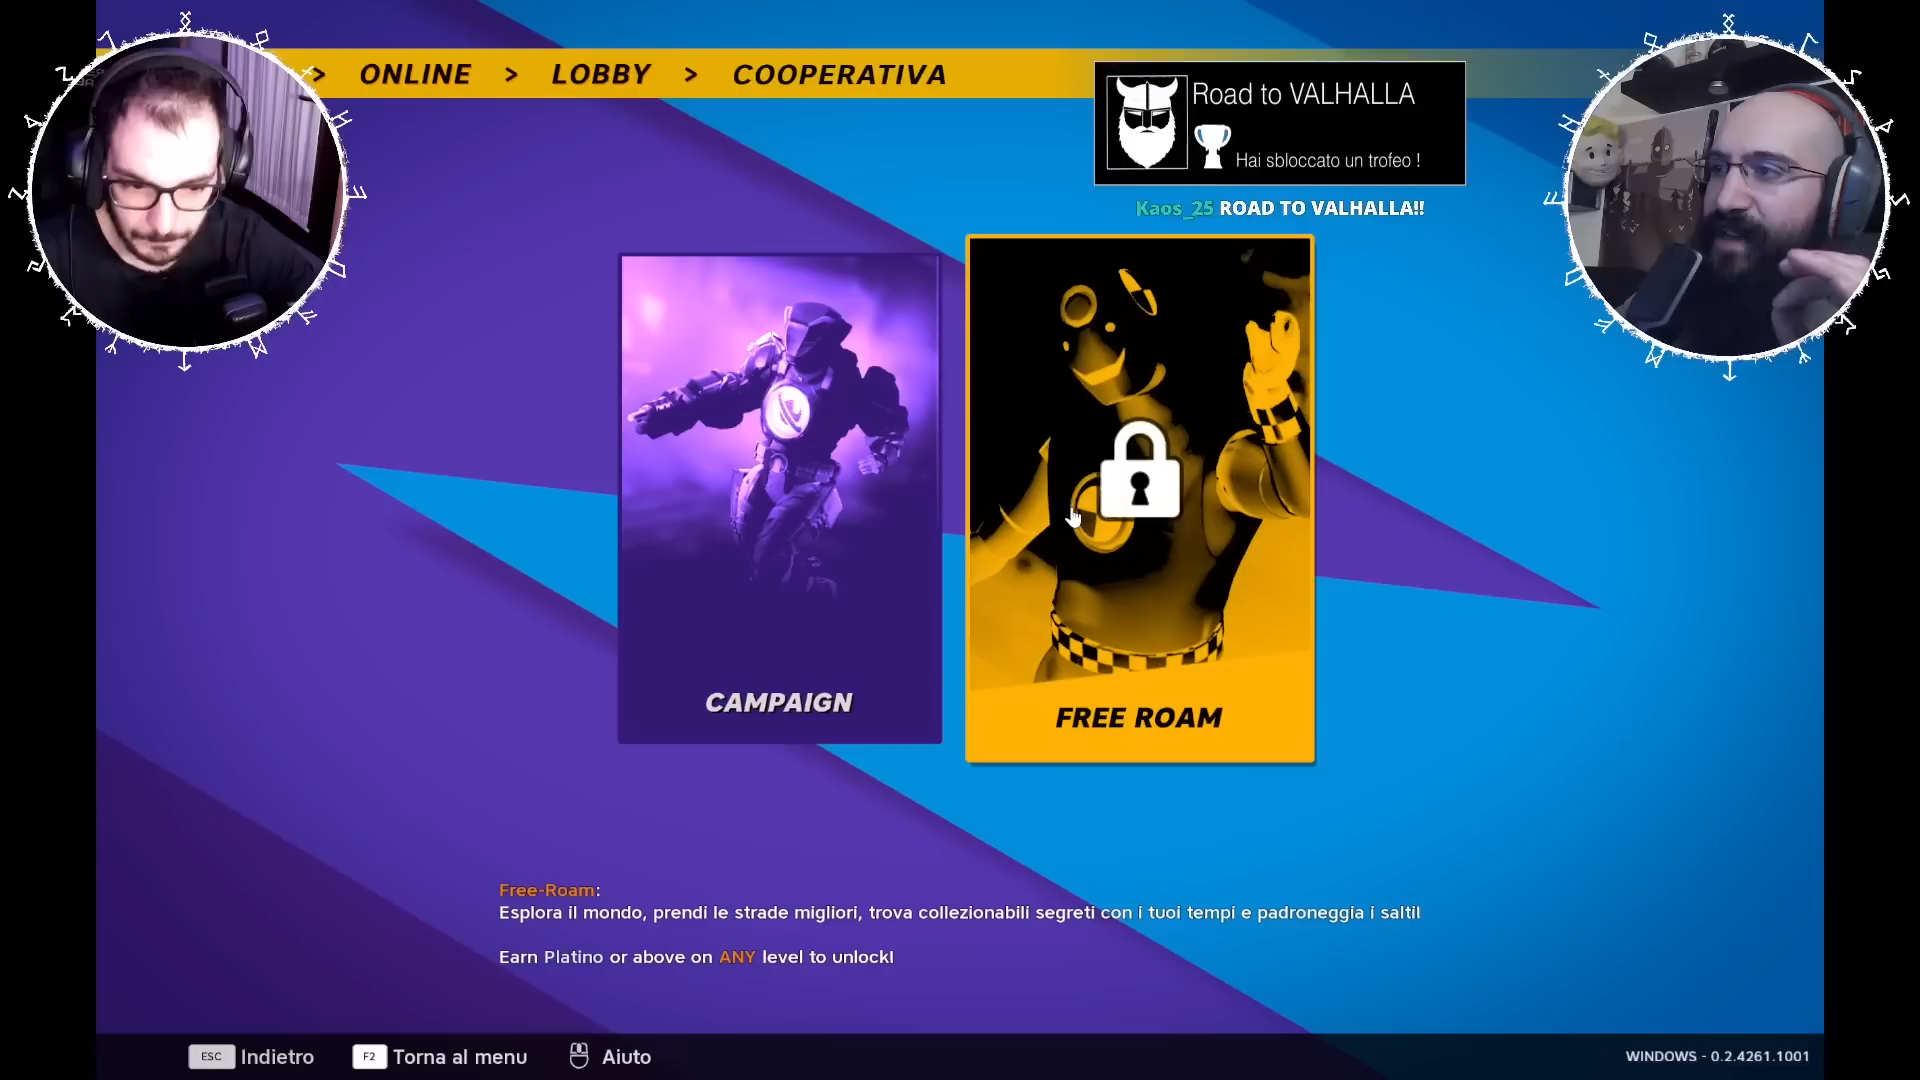 > ONLINE > LOBBY > COOPERATIVA
Road to VALHALLA
Hai sbloccato un trofeo !
Kaos_25 ROAD TO VALHALLA!!
CAMPAIGN
FREE ROAM
Free-Roam:
Esplora il mondo, prendi le strade migliori, trova collezionabili segreti con i tuoi tempi e padroneggia i salti!
Earn Platino or above on ANY level to unlock!
ESC Indietro
F2 Torna al menu
Aiuto
WINDOWS - 0.2.4261.1001